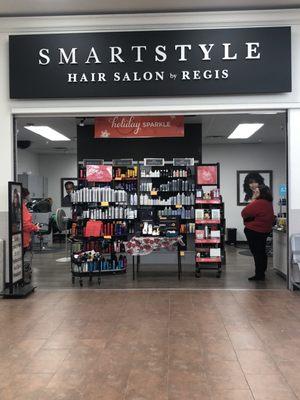 SMARTSTYLE
HAIR SALON by REGIS
holiday SPARKLE